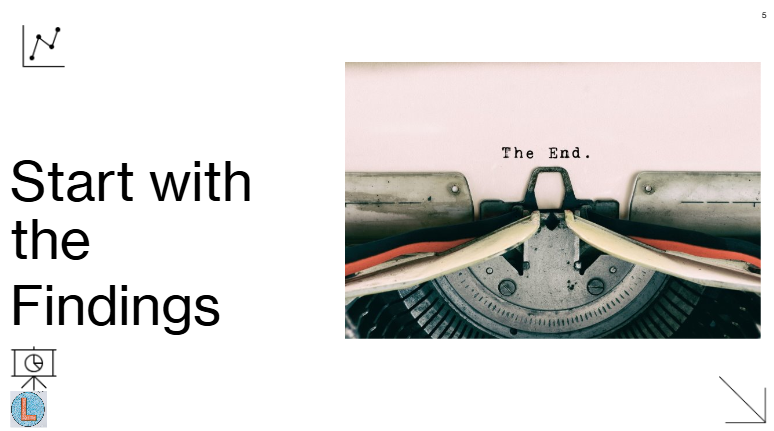 5
Start with
the
Findings
The End.
L